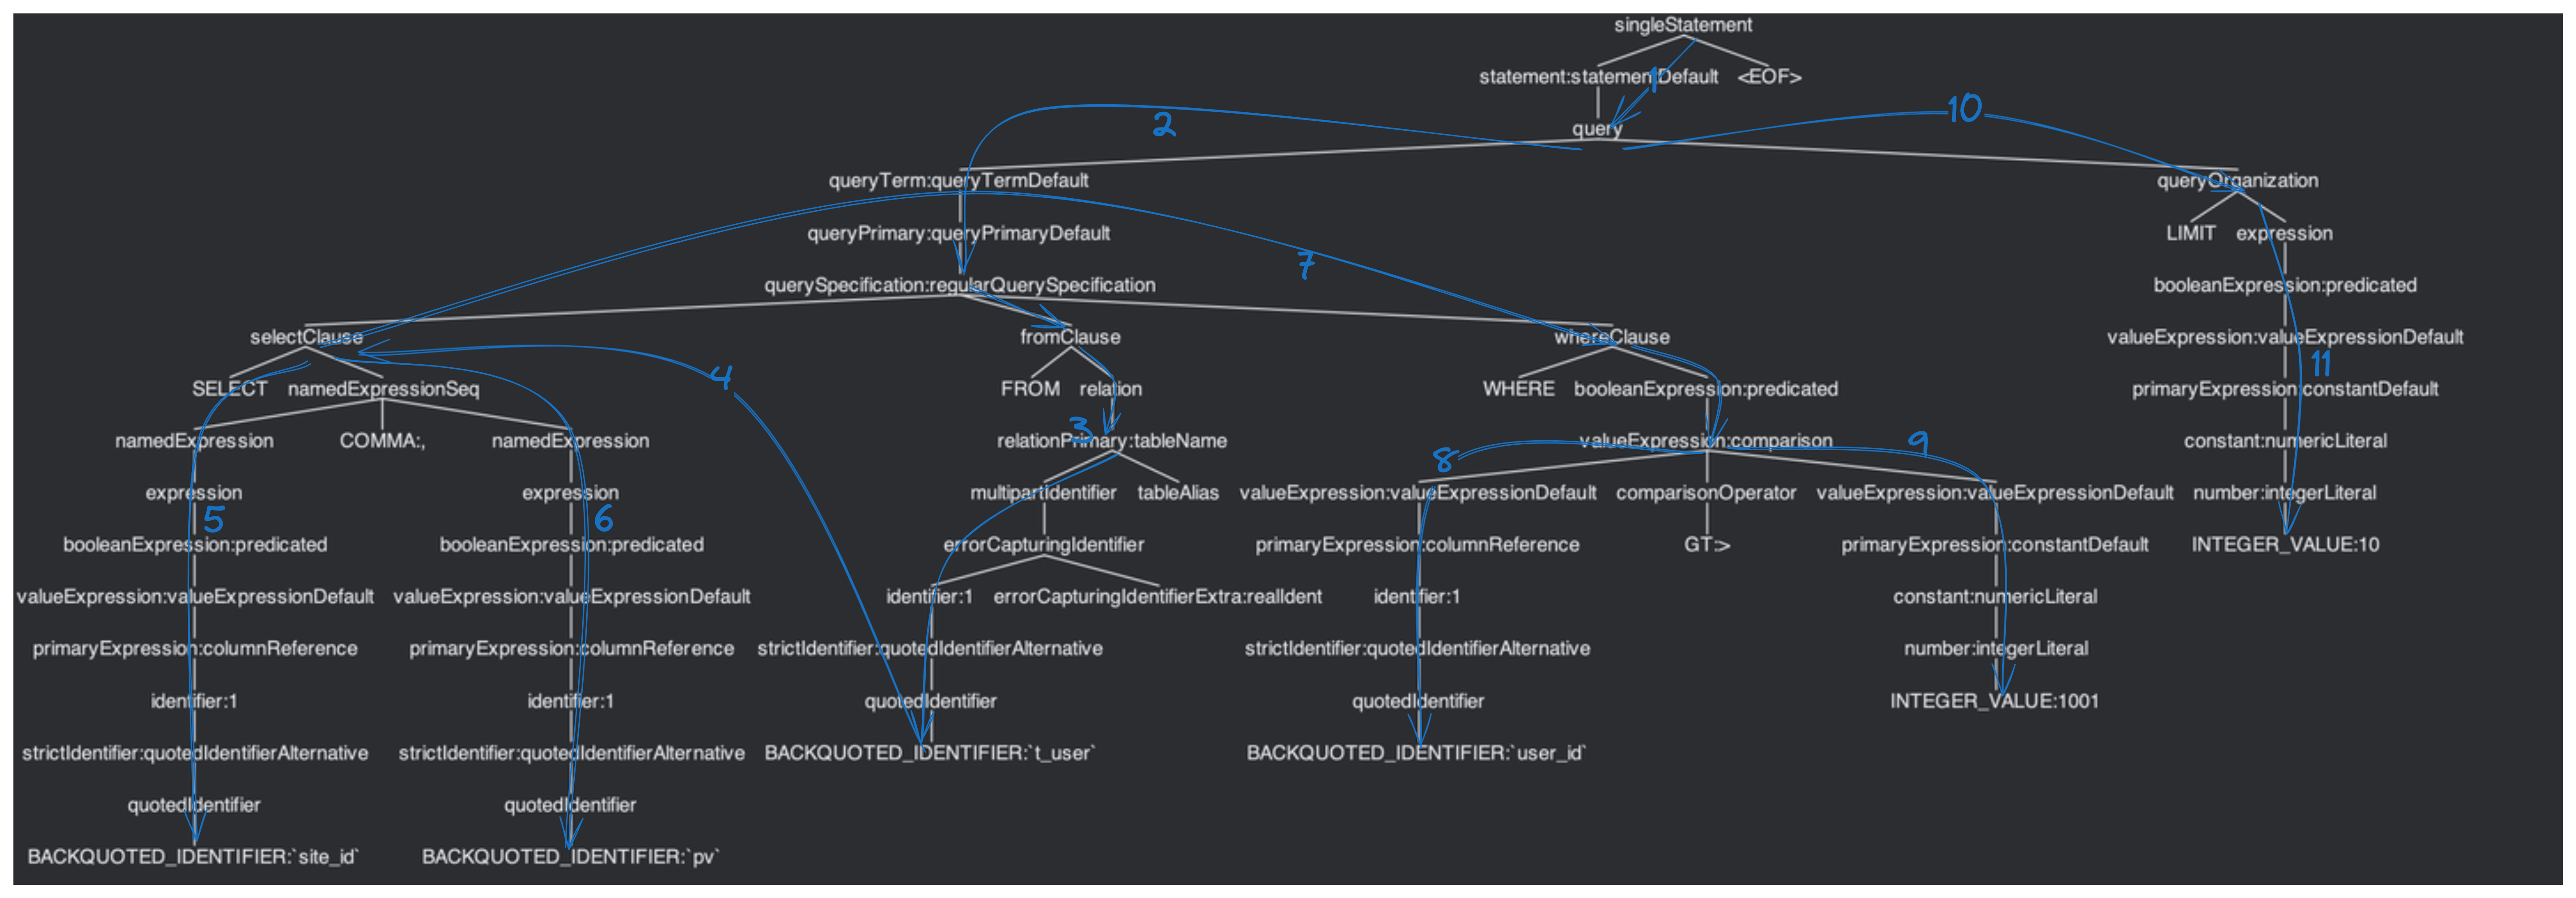 singleStatement
statement:statementDefault <EOF>
1
query
2
10
queryTerm:queryTermDefault queryOrganization
queryPrimary:queryPrimaryDefault LIMIT expression
7
querySpecification:regularQuerySpecification booleanExpression:predicated
selectClause fromClause whereClause valueExpression:valueExpressionDefault
4
11
SELECT namedExpressionSeq FROM relation WHERE booleanExpression:predicated primaryExpression:constantDefault
3
8
9
namedExpression COMMA:, namedExpression relationPrimary:tableName valueExpression:comparison constant:numericLiteral
expression expression multipartIdentifier tableAlias valueExpression:valueExpressionDefault comparisonOperator valueExpression:valueExpressionDefault number:integerLiteral
5
6
booleanExpression:predicated booleanExpression:predicated errorCapturingIdentifier primaryExpression:columnReference GT:> primaryExpression:constantDefault INTEGER_VALUE:10
valueExpression:valueExpressionDefault valueExpression:valueExpressionDefault identifier:1 errorCapturingIdentifierExtra:realIdent identifier:1 constant:numericLiteral
primaryExpression:columnReference primaryExpression:columnReference strictIdentifier:quotedIdentifierAlternative strictIdentifier:quotedIdentifierAlternative number:integerLiteral
identifier:1 identifier:1 quotedIdentifier quotedIdentifier INTEGER_VALUE:1001
strictIdentifier:quotedIdentifierAlternative strictIdentifier:quotedIdentifierAlternative BACKQUOTED_IDENTIFIER:`t_user` BACKQUOTED_IDENTIFIER:`user_id`
quotedIdentifier quotedIdentifier
BACKQUOTED_IDENTIFIER:`site_id` BACKQUOTED_IDENTIFIER:`pv`